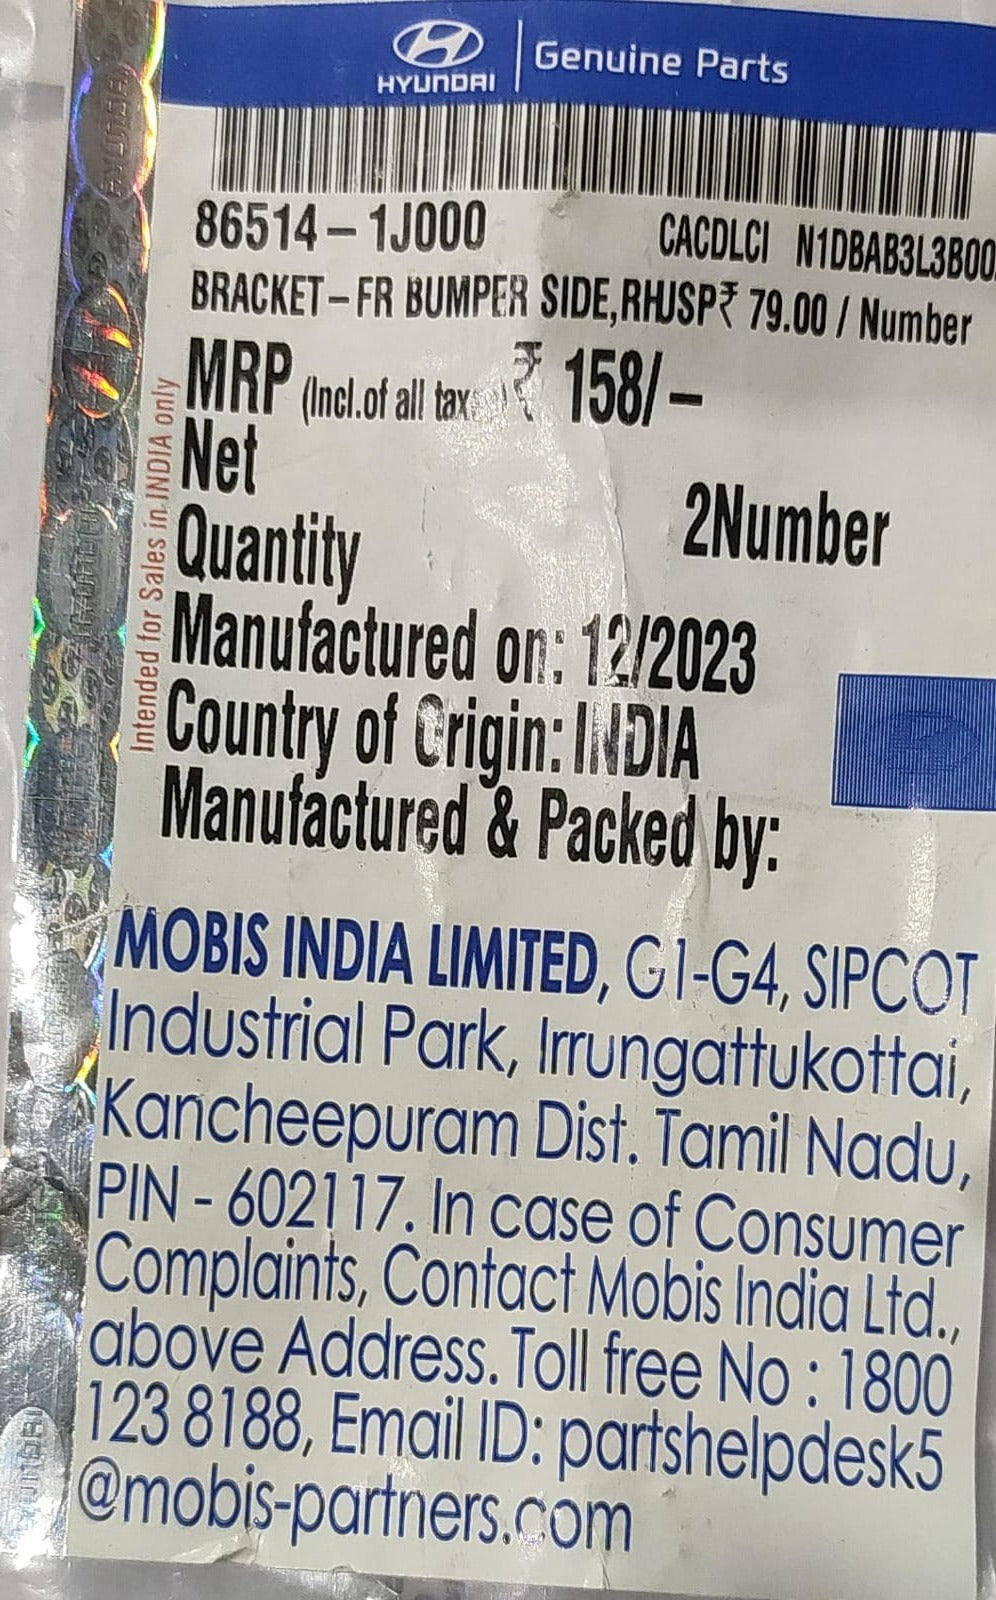 HYUNDAI
Genuine Parts
86514-1J000 CACDLCI N1DBAB3L3B00
BRACKET-FR BUMPER SIDE,RHUSP₹ 79.00 / Number
MRP (Incl.of all tax ₹ 158/-
Net
Quantity
2Number
Manufactured on: 12/2023
Country of Origin: INDIA
Manufactured & Packed by:
MOBIS INDIA LIMITED, G1-G4, SIPCOT
Industrial Park, Irrungattukottai,
Kancheepuram Dist. Tamil Nadu,
PIN - 602117. In case of Consumer
Complaints, Contact Mobis India Ltd.,
above Address. Toll free No : 1800
123 8188, Email ID: partshelpdesk5
@mobis-partners.com
Intended for Sales in INDIA only
HYUNDAI